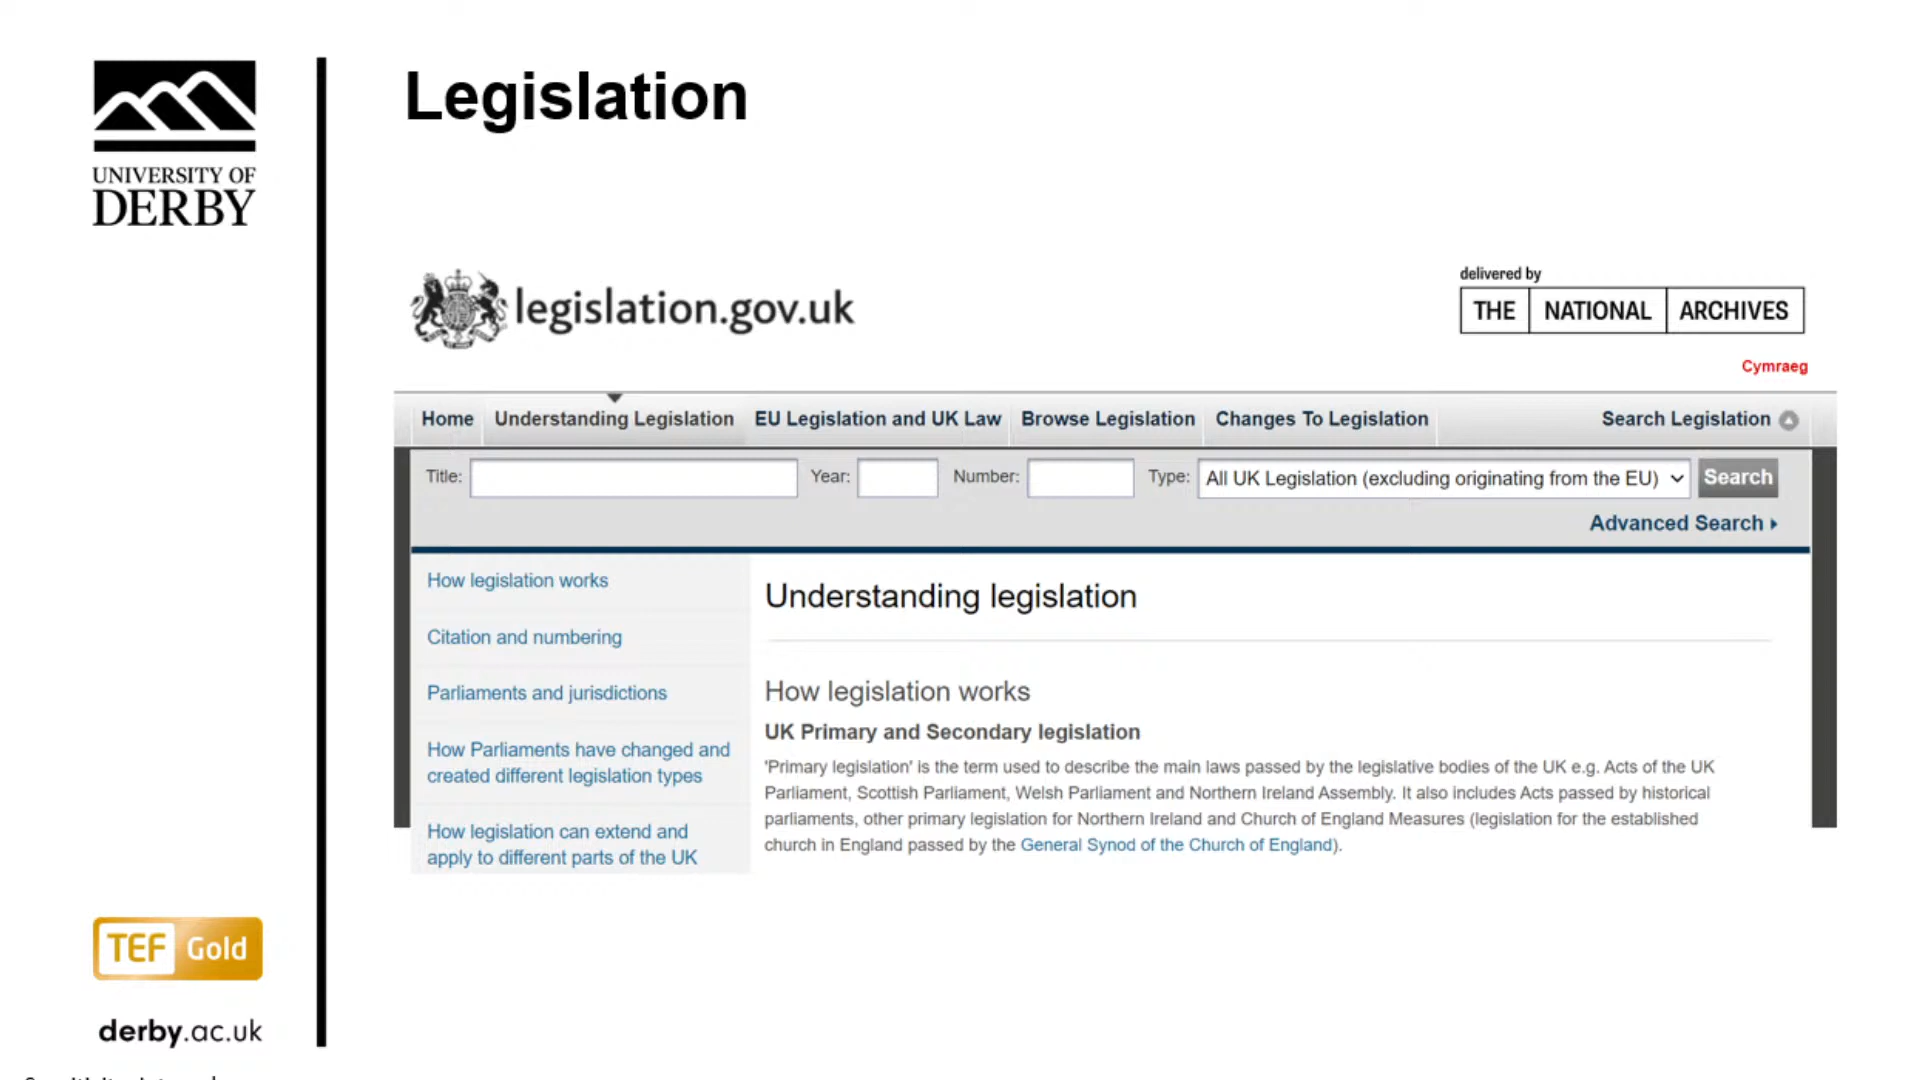 UNIVERSITY OF
DERBY
Legislation
legislation.gov.uk
delivered by
THE NATIONAL ARCHIVES
Cymraeg
Home Understanding Legislation EU Legislation and UK Law Browse Legislation Changes To Legislation Search Legislation
Title: Year: Number: Type: All UK Legislation (excluding originating from the EU) Search
Advanced Search
How legislation works
Citation and numbering
Parliaments and jurisdictions
How Parliaments have changed and
created different legislation types
How legislation can extend and
apply to different parts of the UK
Understanding legislation
How legislation works
UK Primary and Secondary legislation
'Primary legislation' is the term used to describe the main laws passed by the legislative bodies of the UK e.g. Acts of the UK
Parliament, Scottish Parliament, Welsh Parliament and Northern Ireland Assembly. It also includes Acts passed by historical
parliaments, other primary legislation for Northern Ireland and Church of England Measures (legislation for the established
church in England passed by the General Synod of the Church of England).
TEF Gold
derby.ac.uk